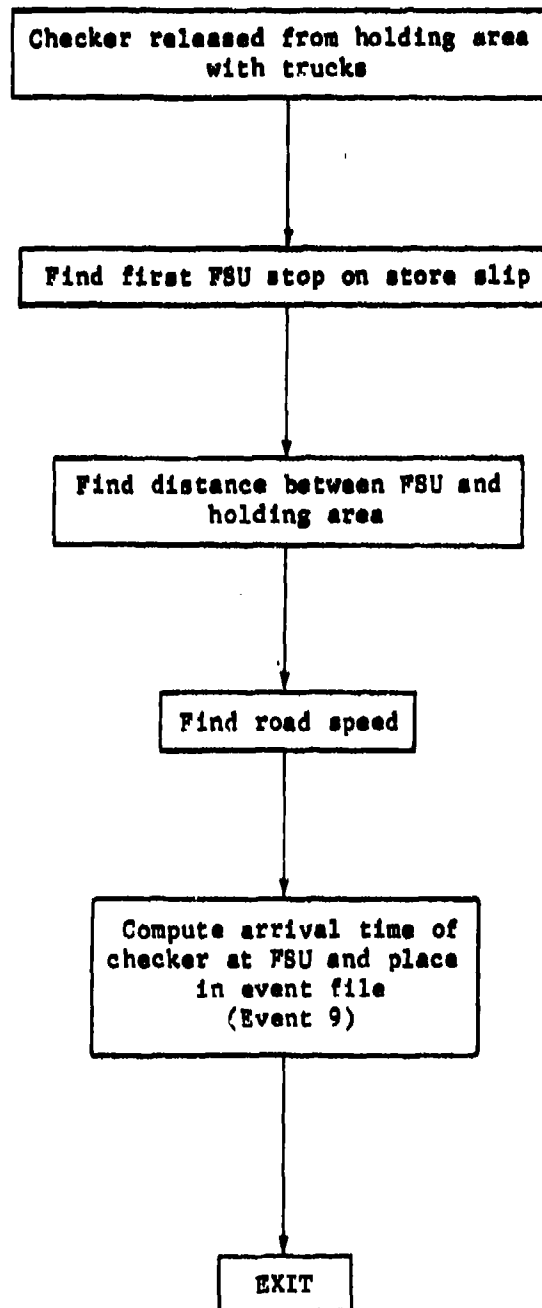 Checker released from holding area
with trucks
Find first FSU stop on store slip
Find distance between FSU and
holding area
Find road speed
Compute arrival time of
checker at FSU and place
in event file
(Event 9)
EXIT